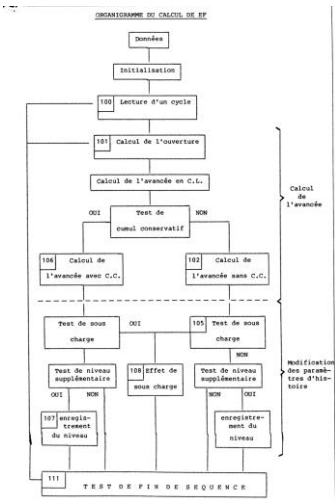 ORGANIGRAMME DU CALCUL DE EF
Données
Initialisation
100 Lecture d'un cycle
101 Calcul de l'ouverture
Calcul de l'avancée en C.L.
OUI Test de NON
cumul conservatif
106 Calcul de
l'avancée avec C.C.
102 Calcul de
l'avancée sans C.C.
Calcul
de
l'avancée
Test de sous
charge
OUI
105 Test de sous
charge
NON
Test de niveau
supplémentaire
108 Effet de
sous charge
Test de niveau
supplémentaire
OUI NON
NON OUI
107 enregis-
trement
du niveau
enregistre-
ment du
niveau
Modification
des paramè-
tres d'his-
toire
111
TEST DE FIN DE SEQUENCE